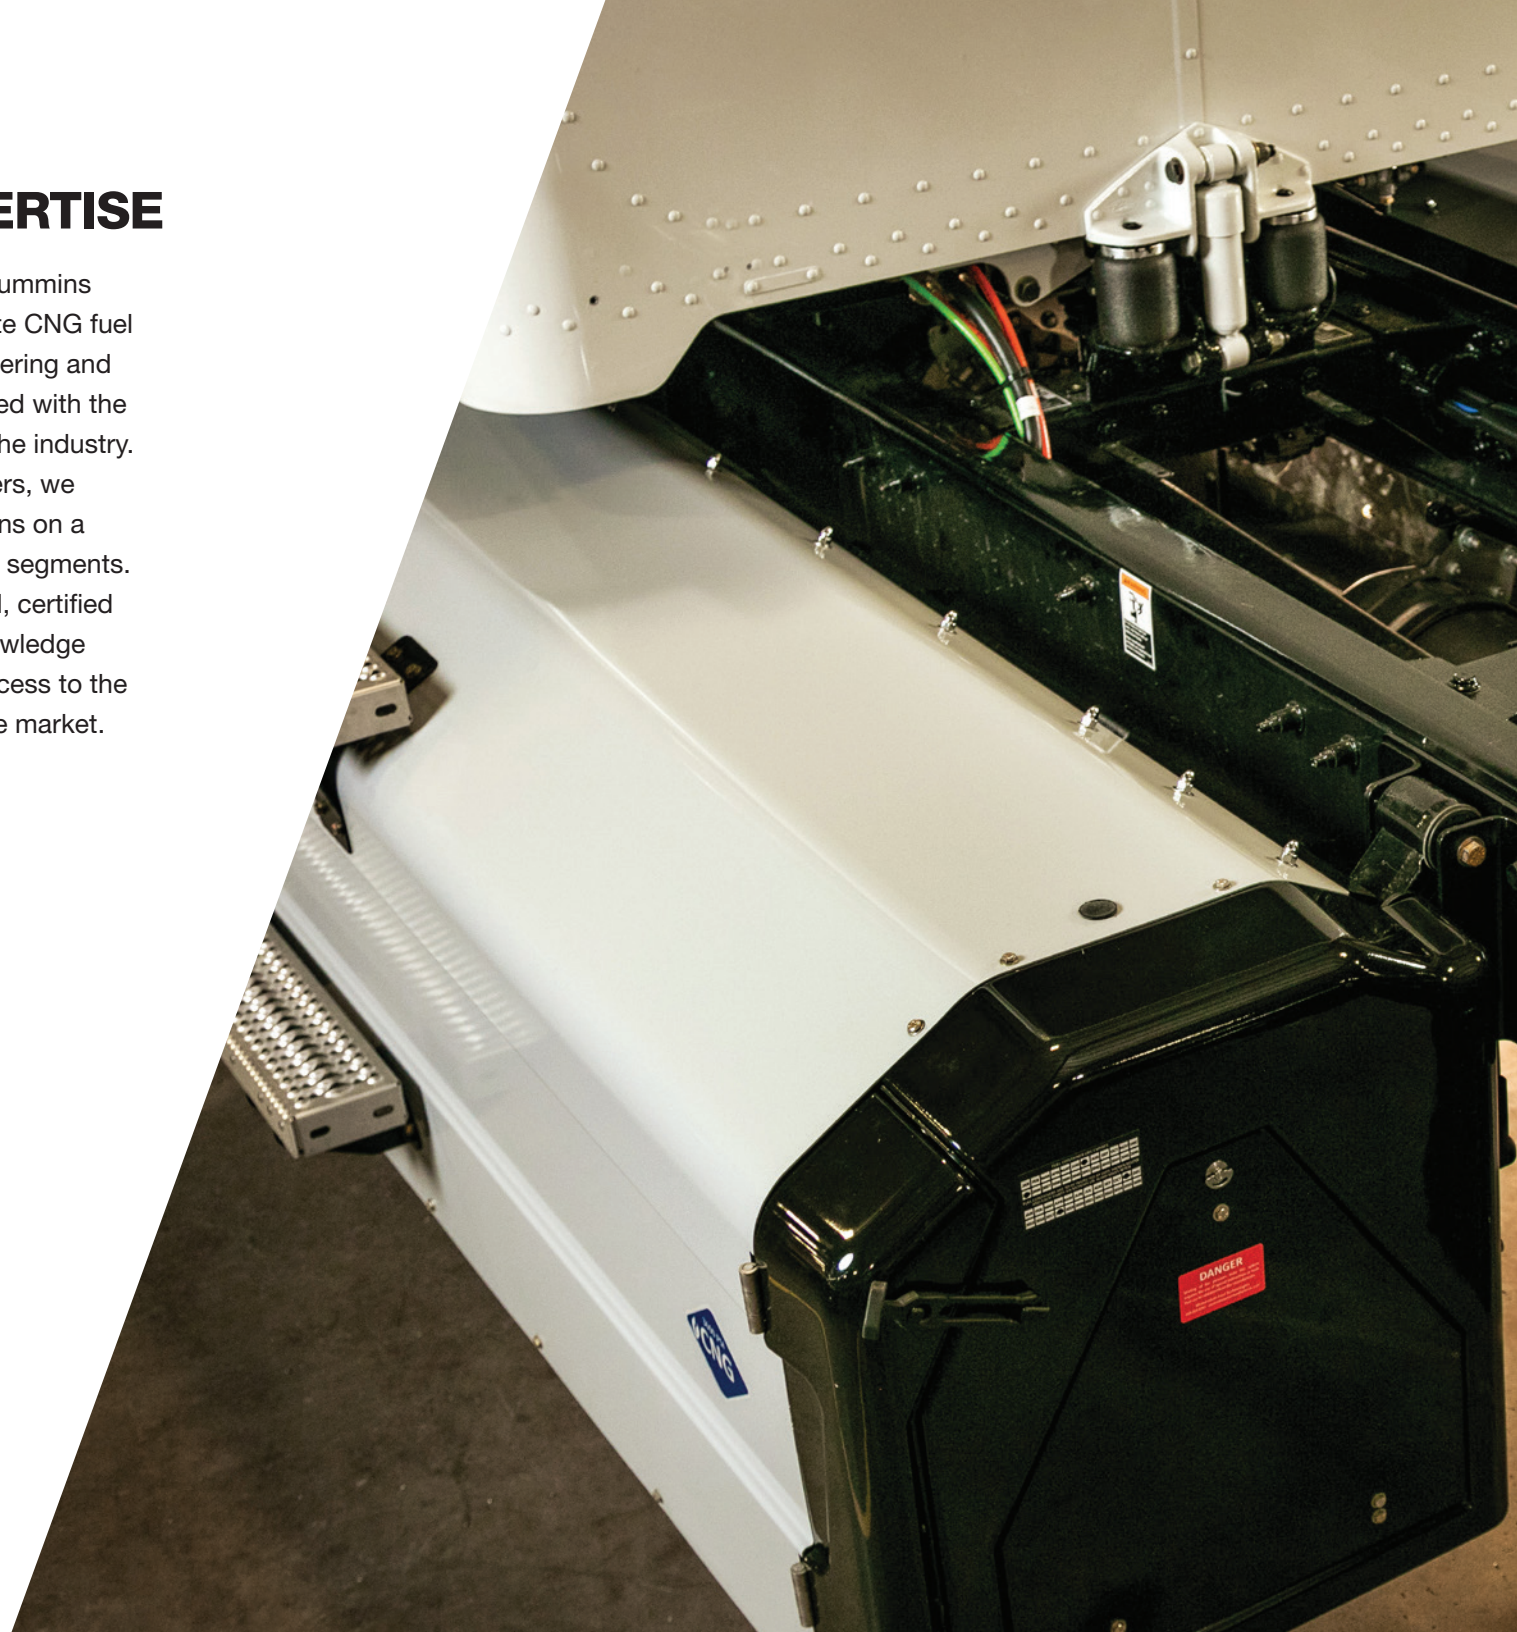 ERTISE
ummins
te CNG fuel
ering and
ed with the
he industry.
ers, we
ns on a
segments.
l, certified
wledge
cess to the
e market.
CNG
DANGER